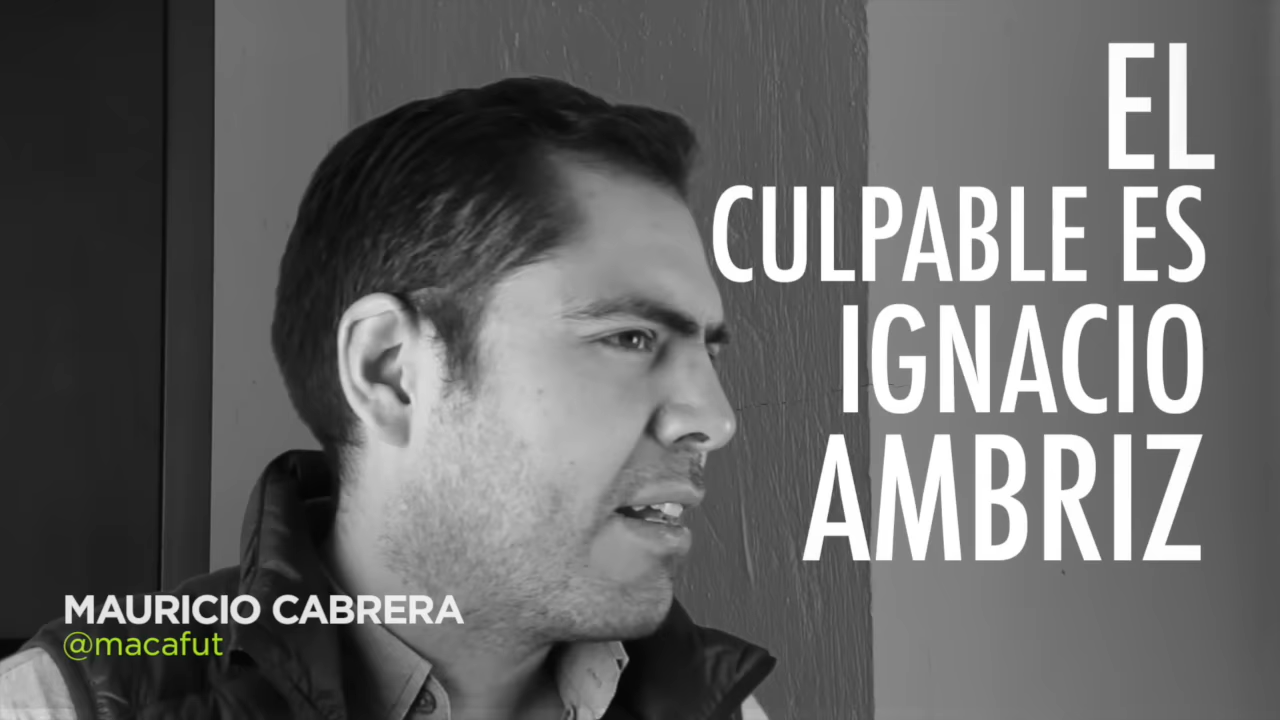 EL
CULPABLE ES
IGNACIO
AMBRIZ
MAURICIO CABRERA
@macafut